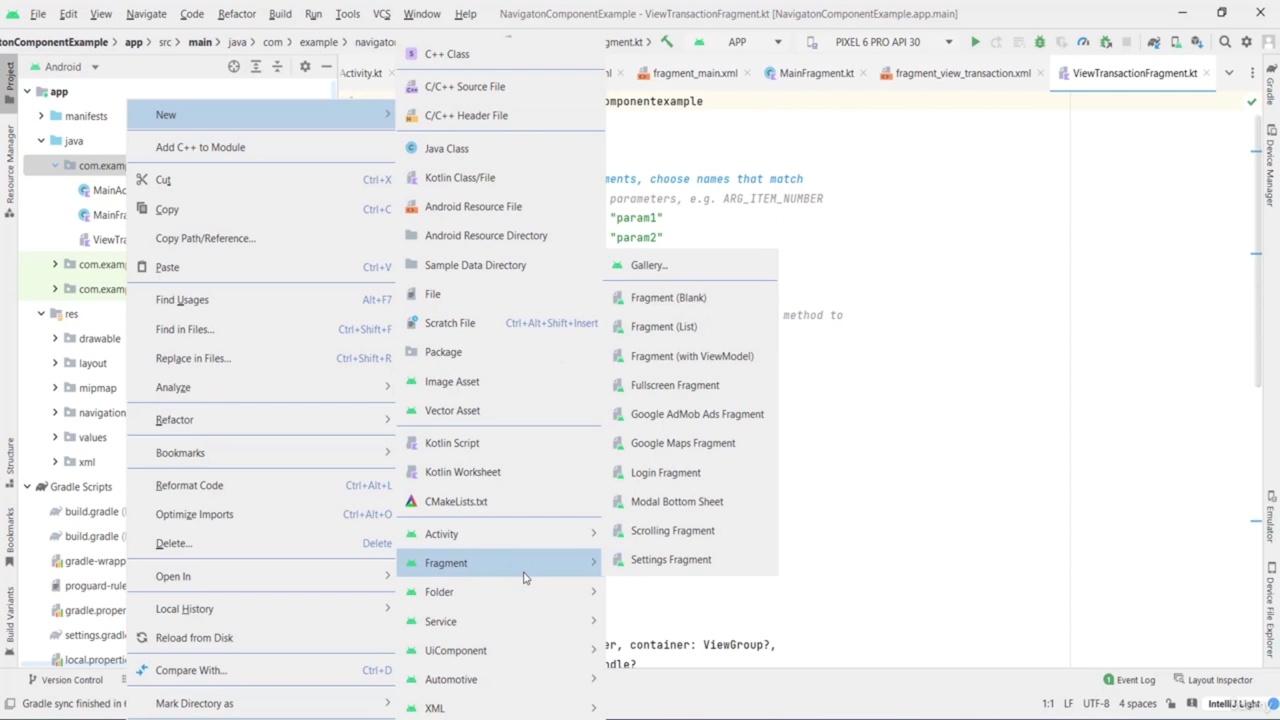 File Edit View Navigate Code Refactor Build Run Tools VCS Window Help NavigatonComponentExample - ViewTransactionFragment.kt [NavigatonComponentExample.app.main]
atonComponentExample app src main java com example navigato gment.kt APP PIXEL 6 PRO API 30
Android Activity.kt ml fragment_main.xml MainFragment.kt fragment_view_transaction.xml ViewTransactionFragment.kt
Project
Resource Manager
Structure
Bookmarks
Build Variants
app
manifests
java
com.examp
MainAc
MainFra
ViewTra
com.examp
com.examp
res
drawable
layout
mipmap
navigation
values
xml
Gradle Scripts
build.gradle (
build.gradle (
gradle-wrapp
proguard-rule
gradle.proper
settings.gradl
local.properti
New
Add C++ to Module
Cut Ctrl+X
Copy Ctrl+C
Copy Path/Reference...
Paste Ctrl+V
Find Usages Alt+F7
Find in Files... Ctrl+Shift+F
Replace in Files... Ctrl+Shift+R
Analyze
Refactor
Bookmarks
Reformat Code Ctrl+Alt+L
Optimize Imports Ctrl+Alt+O
Delete... Delete
Open In
Local History
Reload from Disk
Compare With... Ctrl+D
Mark Directory as
C++ Class
C/C++ Source File
C/C++ Header File
Java Class
Kotlin Class/File
Android Resource File
Android Resource Directory
Sample Data Directory
File
Scratch File Ctrl+Alt+Shift+Insert
Package
Image Asset
Vector Asset
Kotlin Script
Kotlin Worksheet
CMakeLists.txt
Activity
Fragment
Folder
Service
UiComponent
Automotive
XML
Gallery...
Fragment (Blank)
Fragment (List)
Fragment (with ViewModel)
Fullscreen Fragment
Google AdMob Ads Fragment
Google Maps Fragment
Login Fragment
Modal Bottom Sheet
Scrolling Fragment
Settings Fragment
omponentexample
ments, choose names that match
parameters, e.g. ARG_ITEM_NUMBER
"param1"
"param2"
method to
er, container: ViewGroup?,
ndle?
Gradle
Device Manager
Emulator
Device File Explorer
Version Control Event Log Layout Inspector
Gradle sync finished in 1:1 LF UTF-8 4 spaces IntelliJ Light